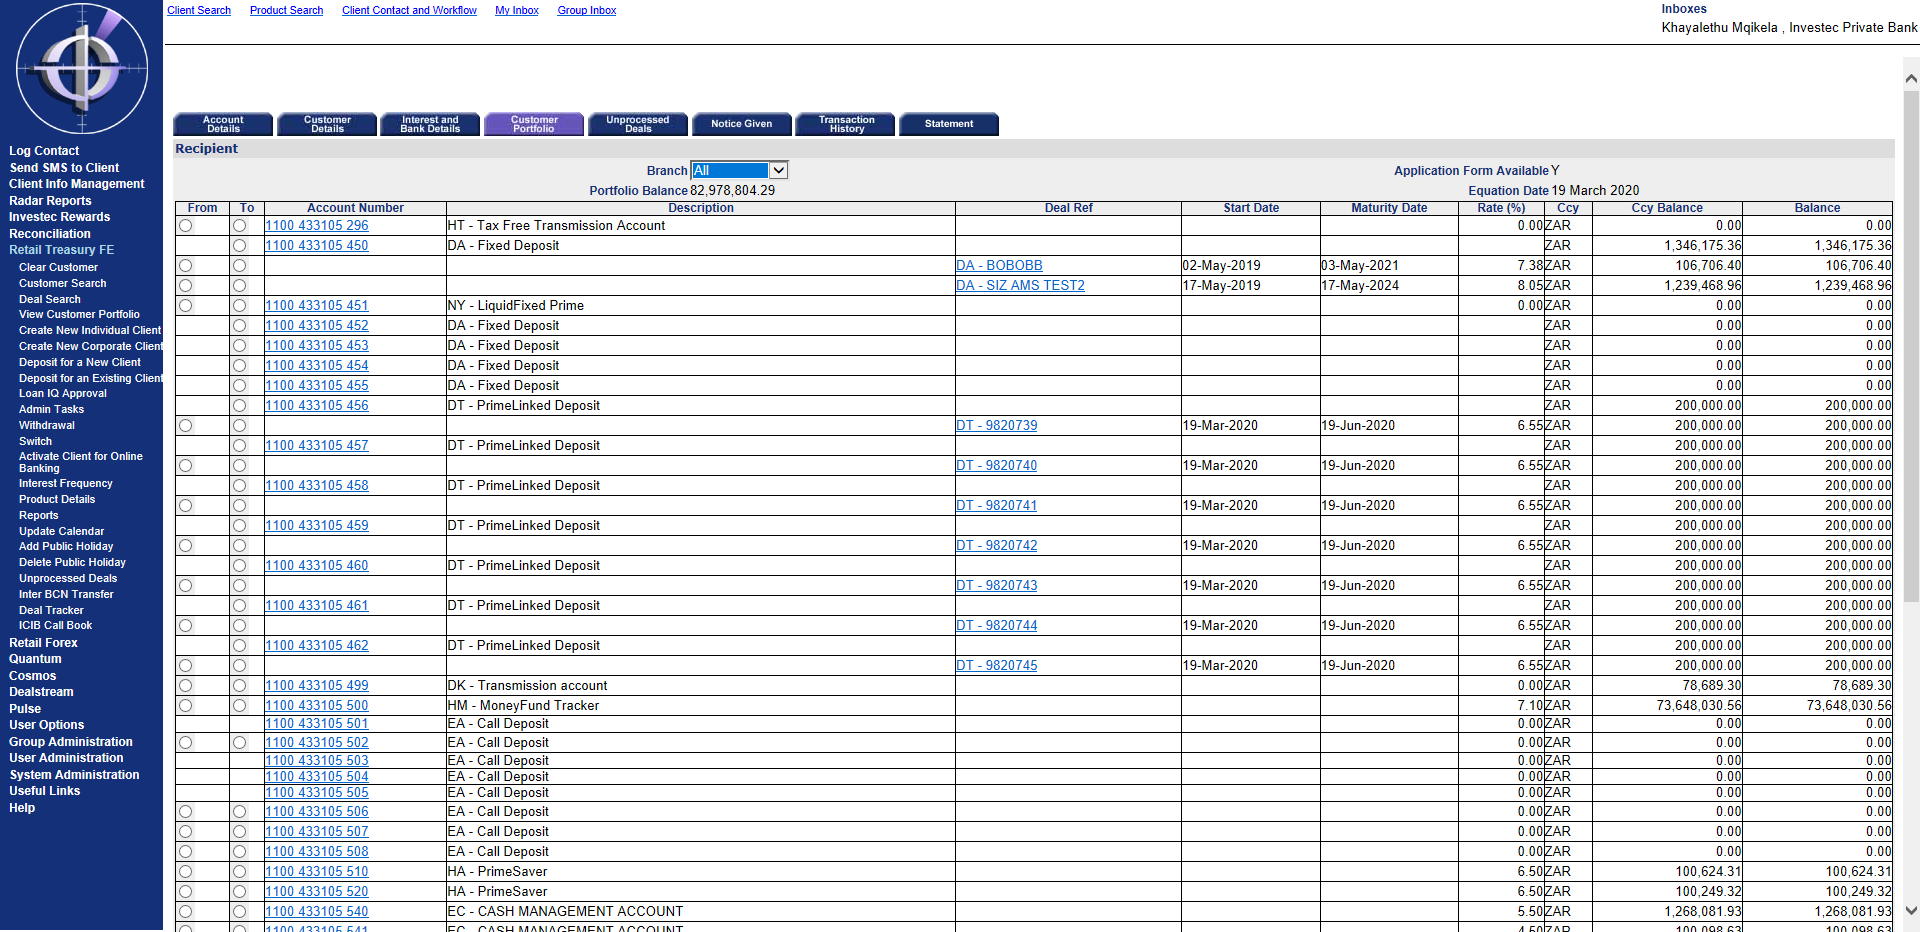 Client Search Product Search Client Contact and Workflow My Inbox Group Inbox
Inboxes
Khayalethu Mqikela , Investec Private Bank
Log Contact
Send SMS to Client
Client Info Management
Radar Reports
Investec Rewards
Reconciliation
Retail Treasury FE
Clear Customer
Customer Search
Deal Search
View Customer Portfolio
Create New Individual Client
Create New Corporate Client
Deposit for a New Client
Deposit for an Existing Client
Loan IQ Approval
Admin Tasks
Withdrawal
Switch
Activate Client for Online
Banking
Interest Frequency
Product Details
Reports
Update Calendar
Add Public Holiday
Delete Public Holiday
Unprocessed Deals
Inter BCN Transfer
Deal Tracker
ICIB Call Book
Retail Forex
Quantum
Cosmos
Dealstream
Pulse
User Options
Group Administration
User Administration
System Administration
Useful Links
Help
Account Details Customer Details Interest and Bank Details Customer Portfolio Unprocessed Deals Notice Given Transaction History Statement
Recipient
Branch All Application Form Available Y
Portfolio Balance 82,978,804.29 Equation Date 19 March 2020
From To Account Number Description Deal Ref Start Date Maturity Date Rate (%) Ccy Ccy Balance Balance
1100 433105 296 HT - Tax Free Transmission Account 0.00 ZAR 0.00 0.00
1100 433105 450 DA - Fixed Deposit ZAR 1,346,175.36 1,346,175.36
DA - BOBOBB 02-May-2019 03-May-2021 7.38 ZAR 106,706.40 106,706.40
DA - SIZ AMS TEST2 17-May-2019 17-May-2024 8.05 ZAR 1,239,468.96 1,239,468.96
1100 433105 451 NY - LiquidFixed Prime 0.00 ZAR 0.00 0.00
1100 433105 452 DA - Fixed Deposit ZAR 0.00 0.00
1100 433105 453 DA - Fixed Deposit ZAR 0.00 0.00
1100 433105 454 DA - Fixed Deposit ZAR 0.00 0.00
1100 433105 455 DA - Fixed Deposit ZAR 0.00 0.00
1100 433105 456 DT - PrimeLinked Deposit ZAR 200,000.00 200,000.00
DT - 9820739 19-Mar-2020 19-Jun-2020 6.55 ZAR 200,000.00 200,000.00
1100 433105 457 DT - PrimeLinked Deposit ZAR 200,000.00 200,000.00
DT - 9820740 19-Mar-2020 19-Jun-2020 6.55 ZAR 200,000.00 200,000.00
1100 433105 458 DT - PrimeLinked Deposit ZAR 200,000.00 200,000.00
DT - 9820741 19-Mar-2020 19-Jun-2020 6.55 ZAR 200,000.00 200,000.00
1100 433105 459 DT - PrimeLinked Deposit ZAR 200,000.00 200,000.00
DT - 9820742 19-Mar-2020 19-Jun-2020 6.55 ZAR 200,000.00 200,000.00
1100 433105 460 DT - PrimeLinked Deposit ZAR 200,000.00 200,000.00
DT - 9820743 19-Mar-2020 19-Jun-2020 6.55 ZAR 200,000.00 200,000.00
1100 433105 461 DT - PrimeLinked Deposit ZAR 200,000.00 200,000.00
DT - 9820744 19-Mar-2020 19-Jun-2020 6.55 ZAR 200,000.00 200,000.00
1100 433105 462 DT - PrimeLinked Deposit ZAR 200,000.00 200,000.00
DT - 9820745 19-Mar-2020 19-Jun-2020 6.55 ZAR 200,000.00 200,000.00
1100 433105 499 DK - Transmission account 0.00 ZAR 78,689.30 78,689.30
1100 433105 500 HM - MoneyFund Tracker 7.10 ZAR 73,648,030.56 73,648,030.56
1100 433105 501 EA - Call Deposit 0.00 ZAR 0.00 0.00
1100 433105 502 EA - Call Deposit 0.00 ZAR 0.00 0.00
1100 433105 503 EA - Call Deposit 0.00 ZAR 0.00 0.00
1100 433105 504 EA - Call Deposit 0.00 ZAR 0.00 0.00
1100 433105 505 EA - Call Deposit 0.00 ZAR 0.00 0.00
1100 433105 506 EA - Call Deposit 0.00 ZAR 0.00 0.00
1100 433105 507 EA - Call Deposit 0.00 ZAR 0.00 0.00
1100 433105 508 EA - Call Deposit 0.00 ZAR 0.00 0.00
1100 433105 510 HA - PrimeSaver 6.50 ZAR 100,624.31 100,624.31
1100 433105 520 HA - PrimeSaver 6.50 ZAR 100,249.32 100,249.32
1100 433105 540 EC - CASH MANAGEMENT ACCOUNT 5.50 ZAR 1,268,081.93 1,268,081.93
1100 433105 541 EC - CASH MANAGEMENT ACCOUNT 4.50 ZAR 100,098.63 100,098.63